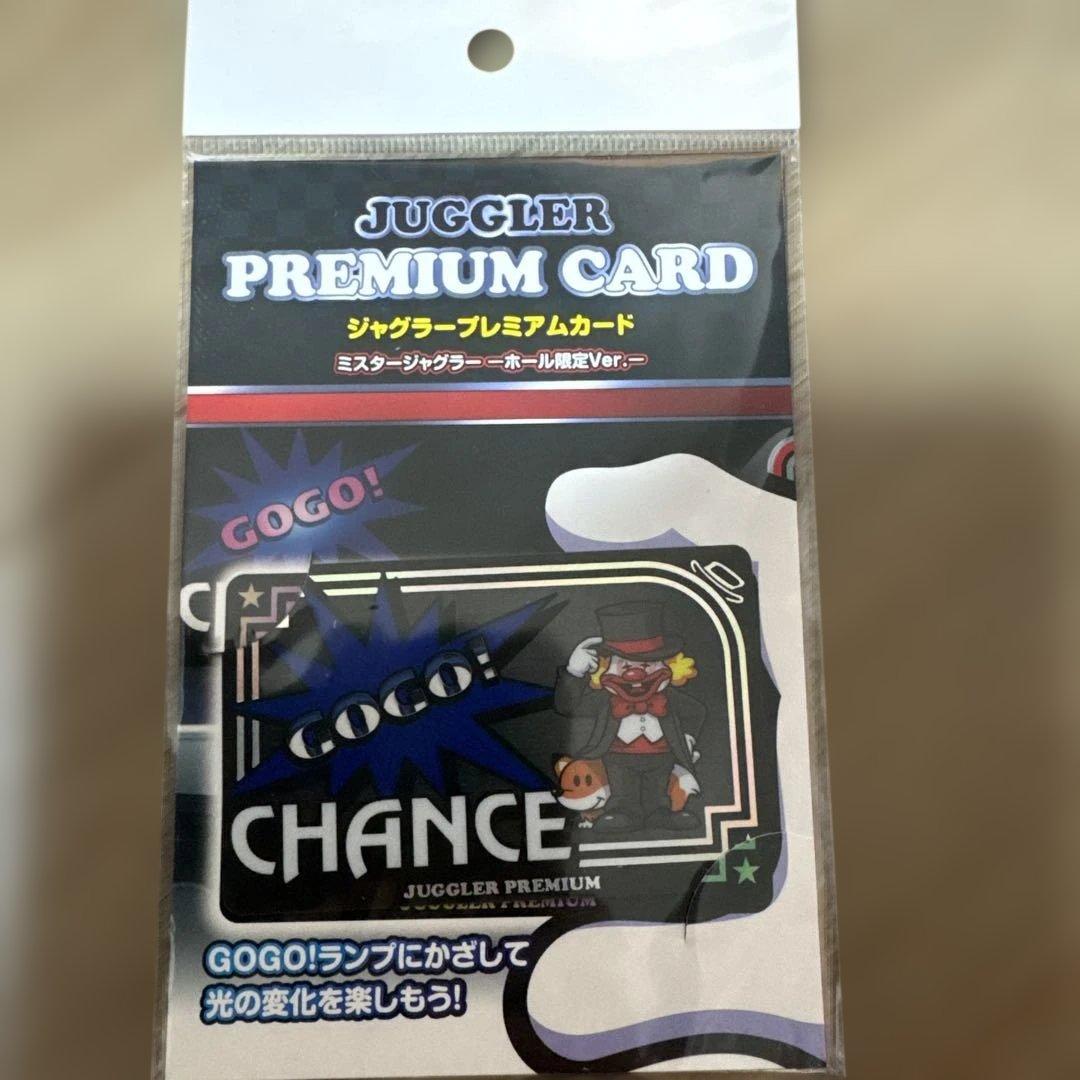 JUGGLER
PREMIUM CARD
ジャグラープレミアムカード
ミスタージャグラー ーホール限定Ver.ー
GOGO!
C
GOGO!
CHANCE
JUGGLER PREMIUM
JUGGLER PREMIUM
GOGO!ランプにかざして
光の変化を楽しもう!